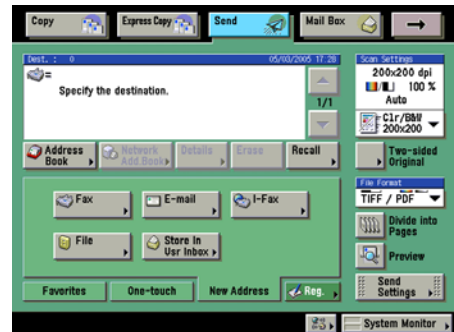 Copy
Express Copy
Send
Mail Box
Dest. : 0
05/03/2005 17:28
Specify the destination.
1/1
Address
Book
Network
Add.Book
Details
Erase
Recall
Scan Settings
200x200 dpi
100 %
Auto
Clr/B&W
200x200
Two-sided
Original
File Format
TIFF / PDF
Divide into
Pages
Preview
Send
Settings
Fax
E-mail
I-Fax
File
Store In
Usr Inbox
Favorites
One-touch
New Address
Reg.
System Monitor